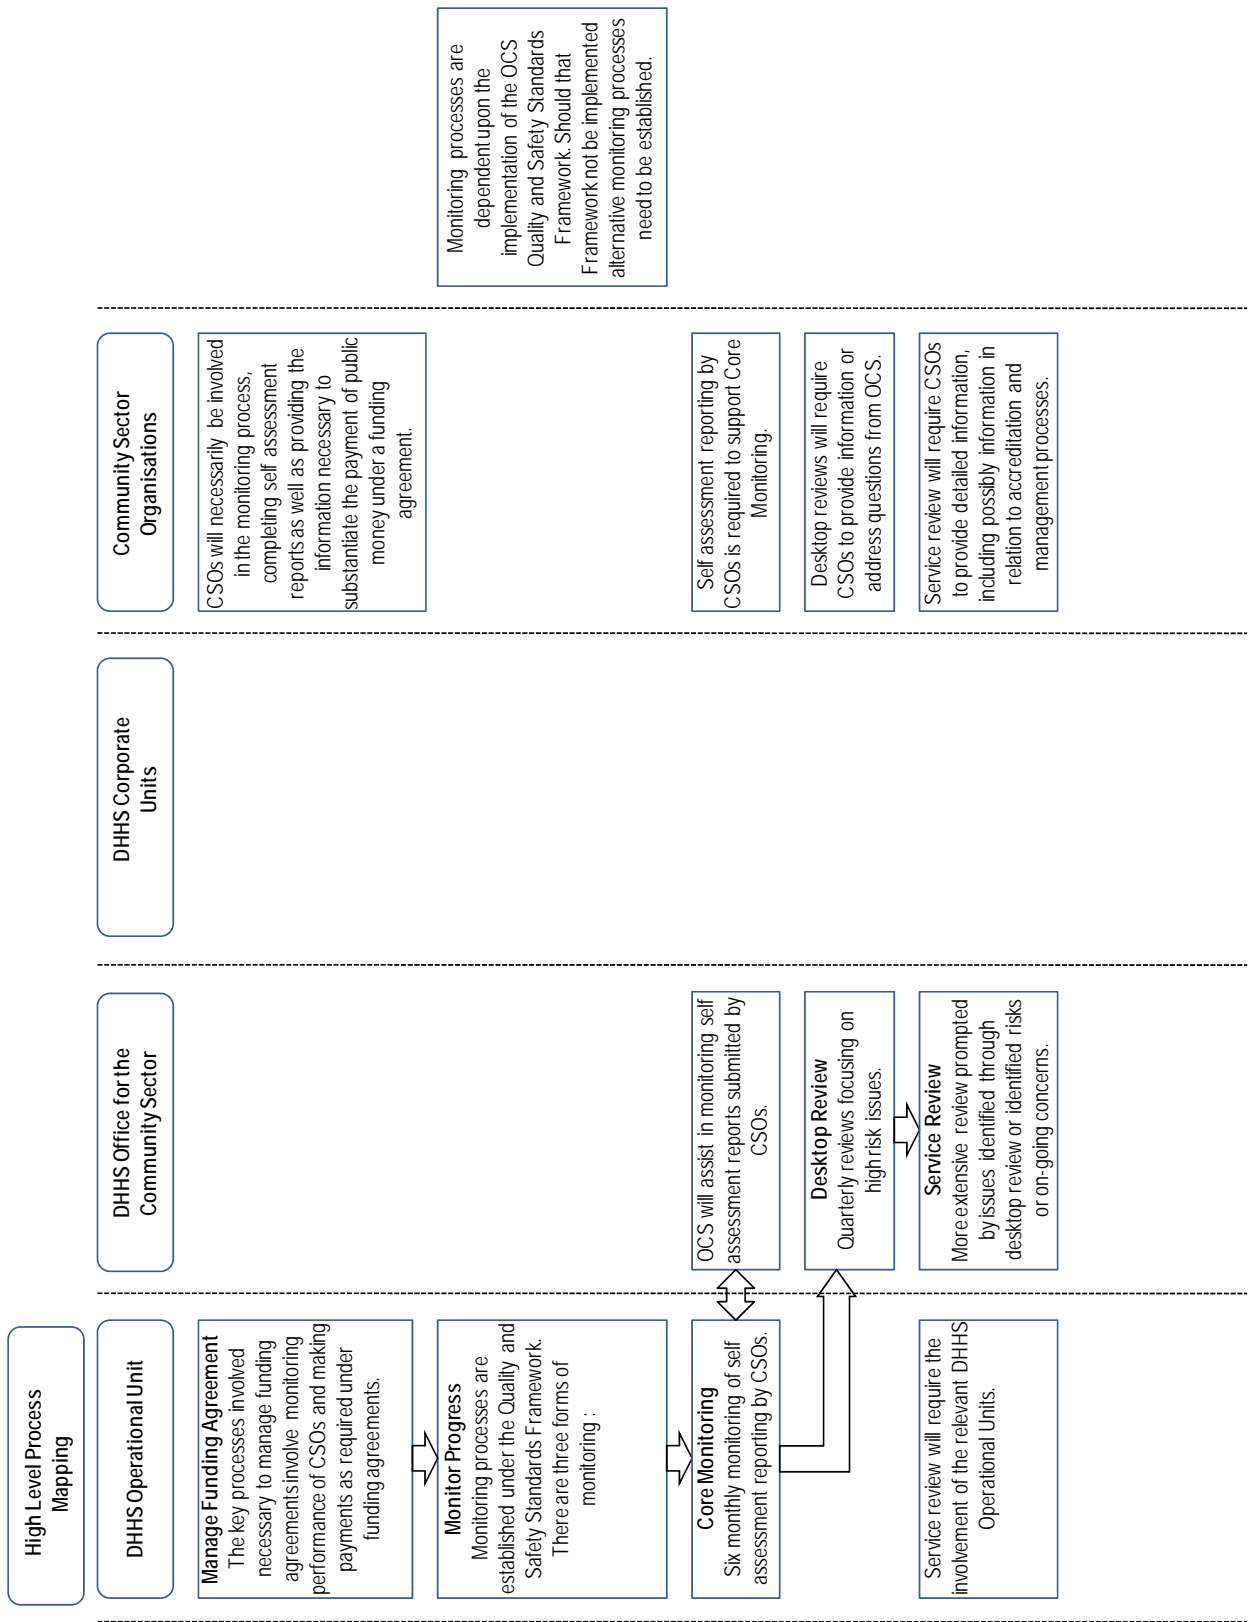 High Level Process
Mapping
DHHS Operational Unit
DHHS Office for the
Community Sector
DHHS Corporate
Units
Community Sector
Organisations
Manage Funding Agreement
The key processes involved
necessary to manage funding
agreements involve monitoring
performance of CSOs and making
payments as required under
funding agreements.
CSOs will necessarily be involved
in the monitoring process,
completing self assessment
reports as well as providing the
information necessary to
substantiate the payment of public
money under a funding
agreement.
Monitor Progress
Monitoring processes are
established under the Quality and
Safety Standards Framework.
There are three forms of
monitoring :
Monitoring processes are
dependent upon the
implementation of the OCS
Quality and Safety Standards
Framework. Should that
Framework not be implemented
alternative monitoring processes
need to be established.
Core Monitoring
Six monthly monitoring of self
assessment reporting by CSOs.
OCS will assist in monitoring self
assessment reports submitted by
CSOs.
Self assessment reporting by
CSOs is required to support Core
Monitoring.
Desktop Review
Quarterly reviews focusing on
high risk issues.
Desktop reviews will require
CSOs to provide information or
address questions from OCS.
Service review will require the
involvement of the relevant DHHS
Operational Units.
Service Review
More extensive review prompted
by issues identified through
desktop review or identified risks
or on-going concerns.
Service review will require CSOs
to provide detailed information,
including possibly information in
relation to accreditation and
management processes.